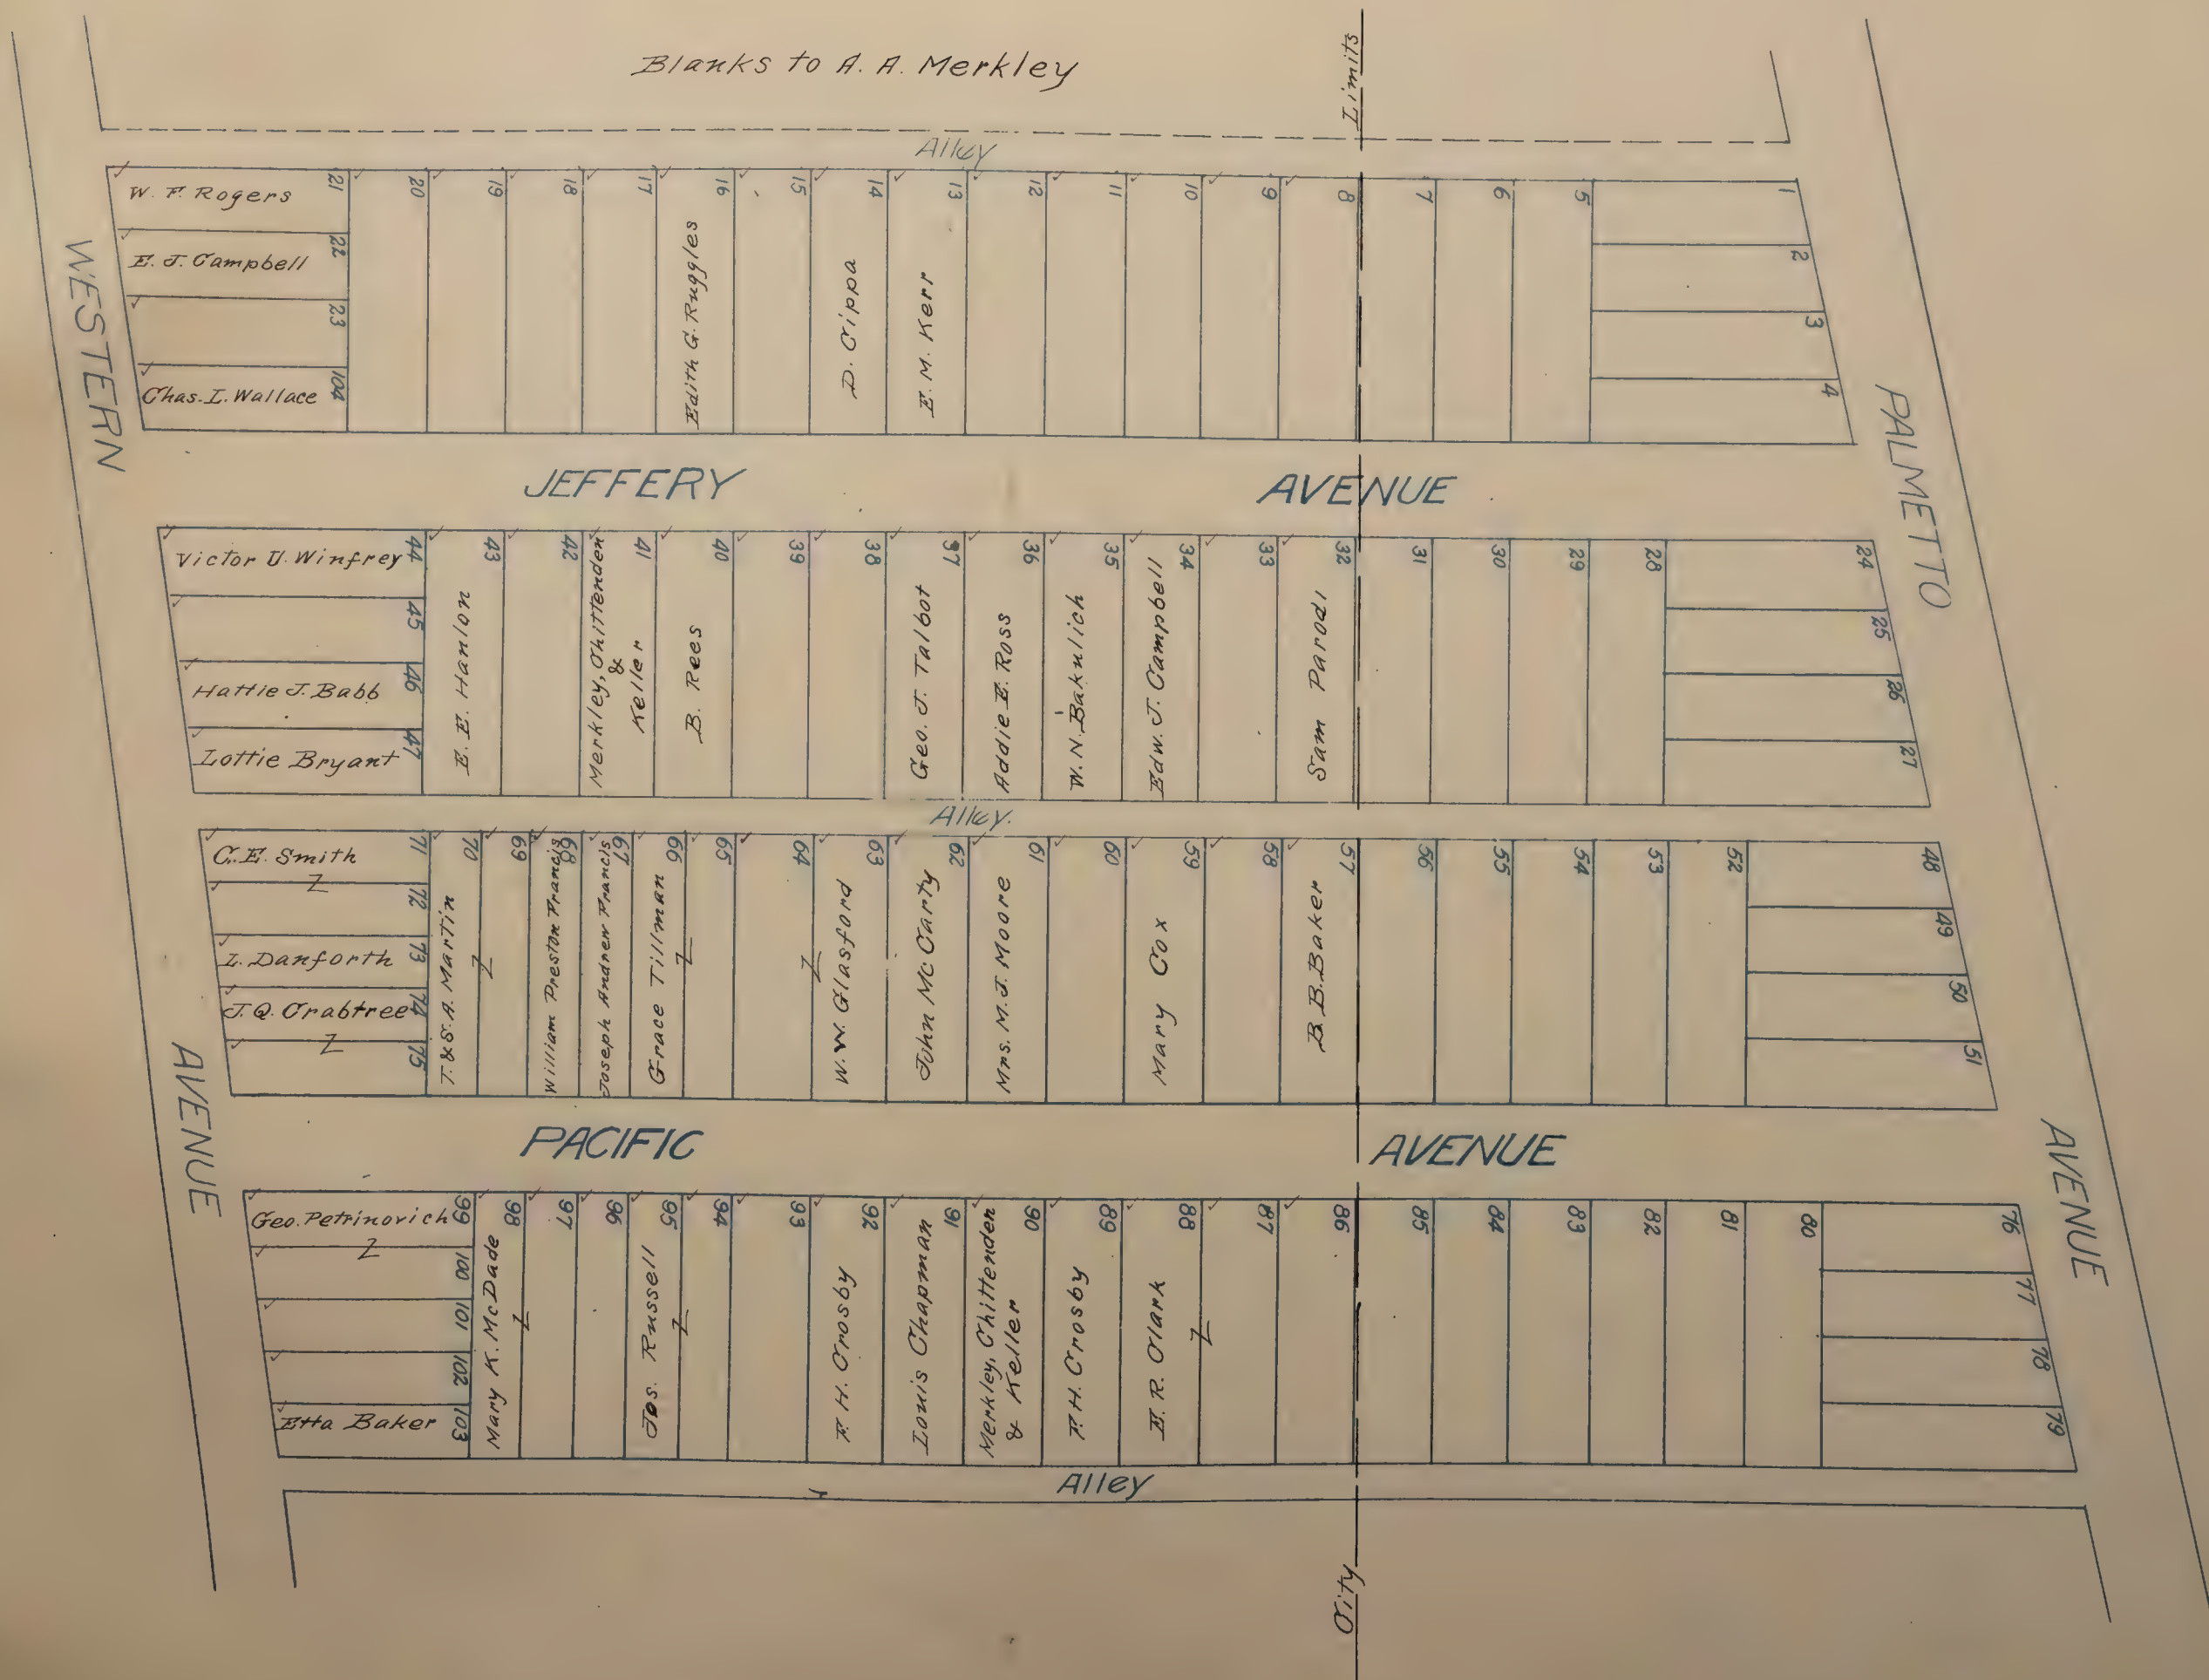 Blanks to A. A. Merkley
Limits
Alley
W. F. Rogers
21
20
19
18
17
16
15
14
13
12
11
10
9
8
7
6
5
1
E. J. Campbell
22
2
23
3
Chas. I. Wallace
104
4
Edith G. Ruggles
D. Crippa
E. M. Kerr
WESTERN
AVENUE
PALMETTO
AVENUE
JEFFERY AVENUE
Victor U. Winfrey
44
43
42
41
40
39
38
37
36
35
34
33
32
31
30
29
28
24
45
25
Hattie J. Babb
46
26
Lottie Bryant
47
27
E. E. Hanlon
Merkley, Chittenden
&
Keller
B. Rees
Geo. J. Talbot
Addie E. Ross
W. N. Bakulich
Edw. J. Campbell
Sam Parodi
Alley.
C. E. Smith
71
70
69
68
67
66
65
64
63
62
61
60
59
58
57
56
55
54
53
52
48
72
49
I. Danforth
73
50
J. Q. Crabtree
74
51
75
T. & S. A. Martin
William Preston Francis
Joseph Andrew Francis
Grace Tillman
W. W. Glasford
John McCarty
Mrs. M. J. Moore
Mary Cox
B. B. Baker
PACIFIC AVENUE
Geo. Petrinovich
99
98
97
96
95
94
93
92
91
90
89
88
87
86
85
84
83
82
81
80
76
100
77
101
78
102
79
Etta Baker
103
Mary K. McDade
Jos. Russell
F. H. Crosby
Louis Chapman
Merkley, Chittenden
& Keller
F. H. Crosby
E. R. Clark
Alley
City